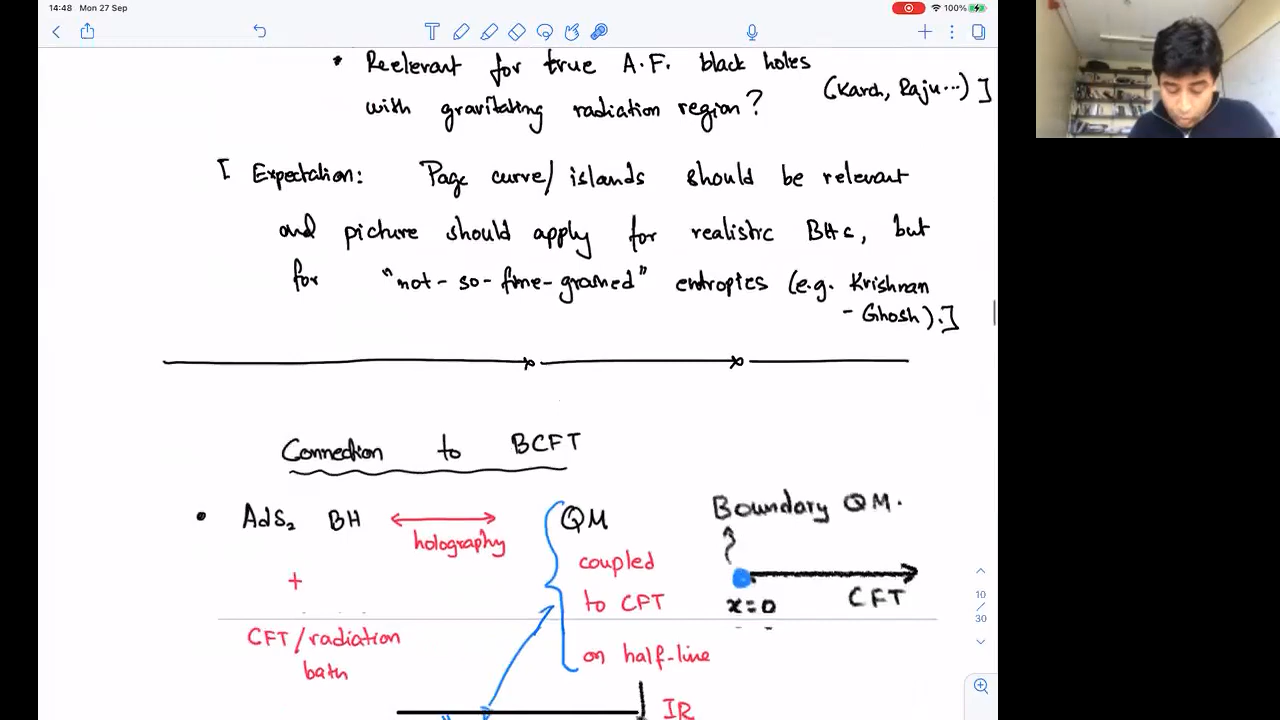 14:48 Mon 27 Sep
100%
• Reelevant for true A.F. black holes
with gravitating radiation region?
(Karch, Raju...)]
[ Expectation: Page curve/ islands should be relevant
and picture should apply for realistic BHs, but
for "not-so-fine-grained" entropies (e.g. Krishnan
- Ghosh).]
Connection to BCFT
• AdS₂ BH
holography
QM
+
coupled
to CFT
CFT/radiation
bath
on half-line
Boundary QM.
x=0
CFT
IR
10
/
30